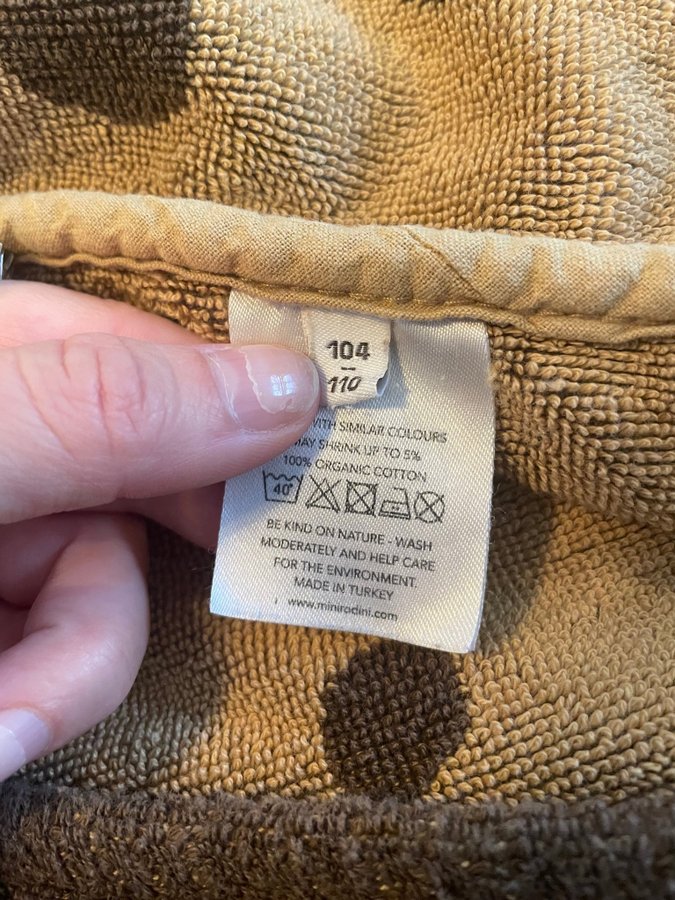 104
-
110
WITH SIMILAR COLOURS
MAY SHRINK UP TO 5%
100% ORGANIC COTTON
40°
BE KIND ON NATURE - WASH
MODERATELY AND HELP CARE
FOR THE ENVIRONMENT.
MADE IN TURKEY
www.minirodini.com